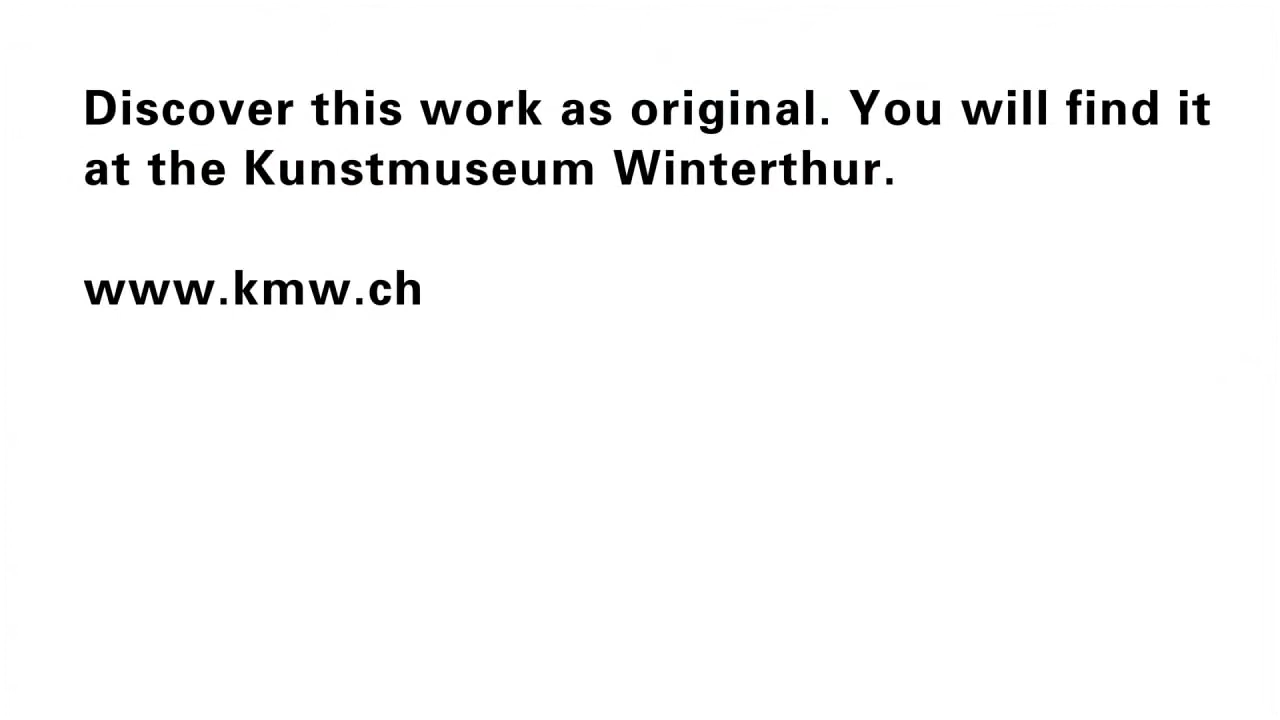 Discover this work as original. You will find it
at the Kunstmuseum Winterthur.
www.kmw.ch